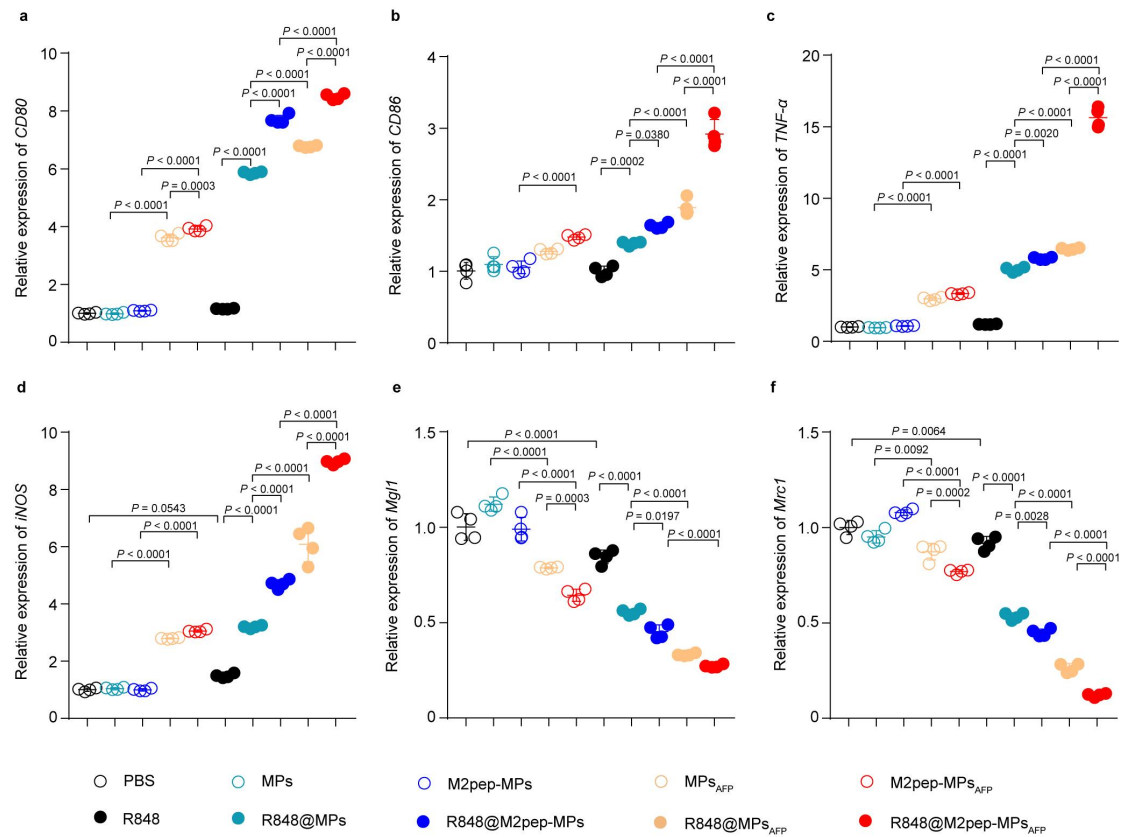 a
Relative expression of CD80
10
8
6
4
2
0
P < 0.0001
P < 0.0001
P < 0.0001
P < 0.0001
P < 0.0001
P < 0.0001
P = 0.0003
P < 0.0001
b
Relative expression of CD86
4
3
2
1
0
P < 0.0001
P < 0.0001
P < 0.0001
P = 0.0380
P = 0.0002
P < 0.0001
c
Relative expression of TNF-α
20
15
10
5
0
P < 0.0001
P < 0.0001
P < 0.0001
P = 0.0020
P < 0.0001
P < 0.0001
P < 0.0001
d
Relative expression of iNOS
10
8
6
4
2
0
P < 0.0001
P < 0.0001
P < 0.0001
P < 0.0001
P = 0.0543
P < 0.0001
P < 0.0001
P < 0.0001
e
Relative expression of Mgl1
1.5
1.0
0.5
0
P < 0.0001
P < 0.0001
P < 0.0001
P < 0.0001
P = 0.0003
P < 0.0001
P = 0.0197
P < 0.0001
f
Relative expression of Mrc1
1.5
1.0
0.5
0
P = 0.0064
P = 0.0092
P < 0.0001
P < 0.0001
P = 0.0002
P < 0.0001
P = 0.0028
P < 0.0001
P < 0.0001
PBS
MPs
M2pep-MPs
MPsAFP
M2pep-MPsAFP
R848
R848@MPs
R848@M2pep-MPs
R848@MPsAFP
R848@M2pep-MPsAFP